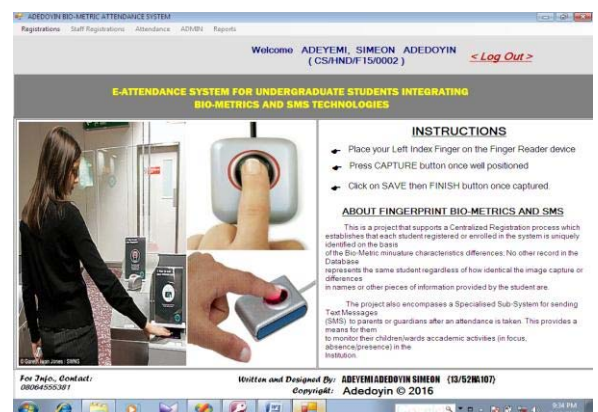 ADEDOYIN BIO-METRIC ATTENDANCE SYSTEM
Registrations Staff Registrations Attendance ADMIN Reports
Welcome ADEYEMI, SIMEON ADEDOYIN
( CS/HND/F15/0002 )
< Log Out >
E-ATTENDANCE SYSTEM FOR UNDERGRADUATE STUDENTS INTEGRATING
BIO-METRICS AND SMS TECHNOLOGIES
INSTRUCTIONS
Place your Left Index Finger on the Finger Reader device
Press CAPTURE button once well positioned
Click on SAVE then FINISH button once captured
ABOUT FINGERPRINT BIO-METRICS AND SMS
This is a project that supports a Centralized Registration process which
establishes that each student registered or enrolled in the system is uniquely
identified on the basis
of the Bio-Metric minuature characteristics differences. No other record in the
Database
represents the same student regardless of how identical the image capture or
differences
in names or other pieces of information provided by the student are.
The project also encompases a Specialised Sub-System for sending
Text Messages
(SMS) to parents or guardians after an attendance is taken. This provides a
means for them
to monitor their children/wards accademic activities (in focus,
absence/presence) in the
Institution.
For Info., Contact:
08064555381
Written and Designed By: ADEYEMI ADEDOYIN SIMEON (13/52HA107)
Copyright: Adedoyin © 2016
9:34 PM